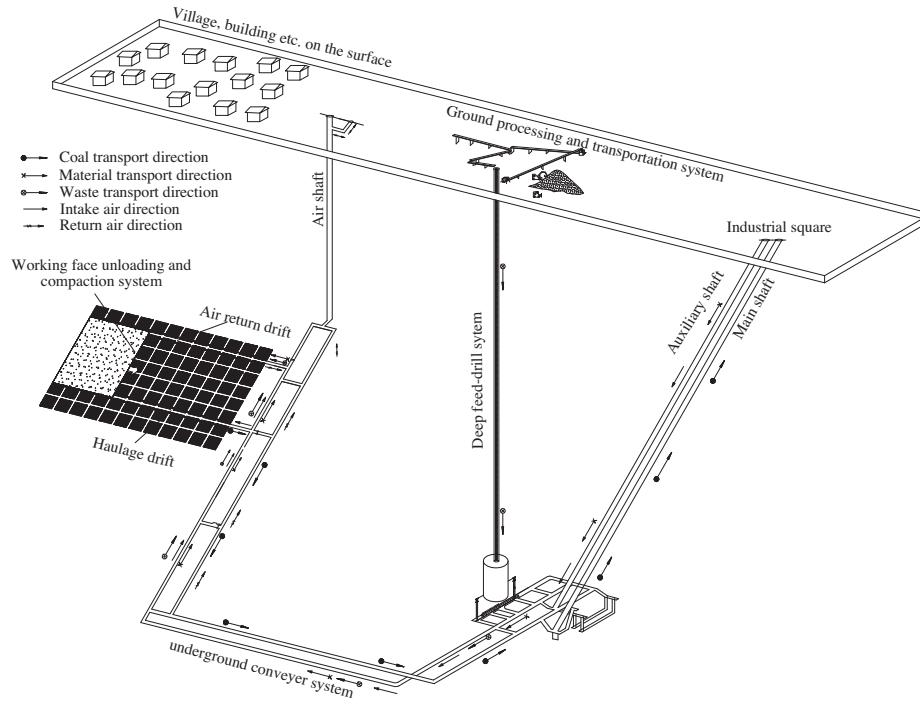 Village, building etc. on the surface
Ground processing and transportation system
Coal transport direction
Material transport direction
Waste transport direction
Intake air direction
Return air direction
Air shaft
Industrial square
Working face unloading and
compaction system
Air return drift
Auxiliary shaft
Main shaft
Deep feed-drill sytem
Haulage drift
underground conveyer system